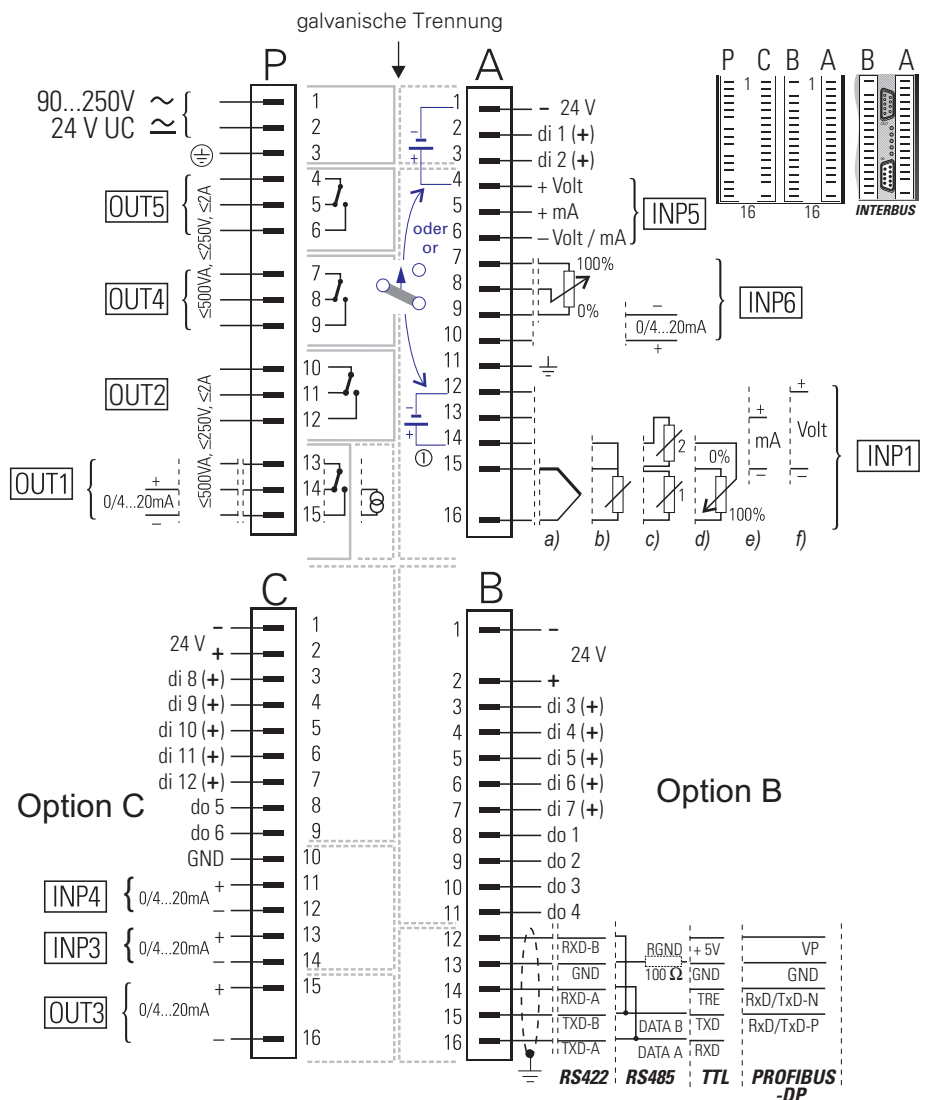 galvanische Trennung
P
90...250V
24 V UC
1
2
3
4
5
6
7
8
9
10
11
12
13
14
15
OUT5
OUT4
OUT2
OUT1
≤500VA, ≤250V, ≤2A
≤500VA, ≤250V, ≤2A
+
0/4...20mA
–
A
1
2
3
4
5
6
7
8
9
10
11
12
13
14
15
16
– 24 V
di 1 (+)
di 2 (+)
+ Volt
+ mA
– Volt / mA
INP5
–
+
oder
or
–
+
①
100%
0%
–
0/4...20mA
+
INP6
2
1
0%
100%
+
mA
–
+
Volt
–
INP1
a) b) c) d) e) f)
P C B A B A
1 1
16 16
INTERBUS
C
–
24 V
+
di 8 (+)
di 9 (+)
di 10 (+)
di 11 (+)
di 12 (+)
do 5
do 6
GND
1
2
3
4
5
6
7
8
9
10
11
12
13
14
15
16
Option C
INP4
+
0/4...20mA
–
INP3
+
0/4...20mA
–
OUT3
+
0/4...20mA
–
B
1
2
3
4
5
6
7
8
9
10
11
12
13
14
15
16
–
24 V
+
di 3 (+)
di 4 (+)
di 5 (+)
di 6 (+)
di 7 (+)
do 1
do 2
do 3
do 4
Option B
RXD-B RGND +5V VP
GND 100 Ω GND GND
RXD-A TRE RxD/TxD-N
TXD-B DATA B TXD RxD/TxD-P
TXD-A DATA A RXD
RS422 RS485 TTL PROFIBUS
-DP